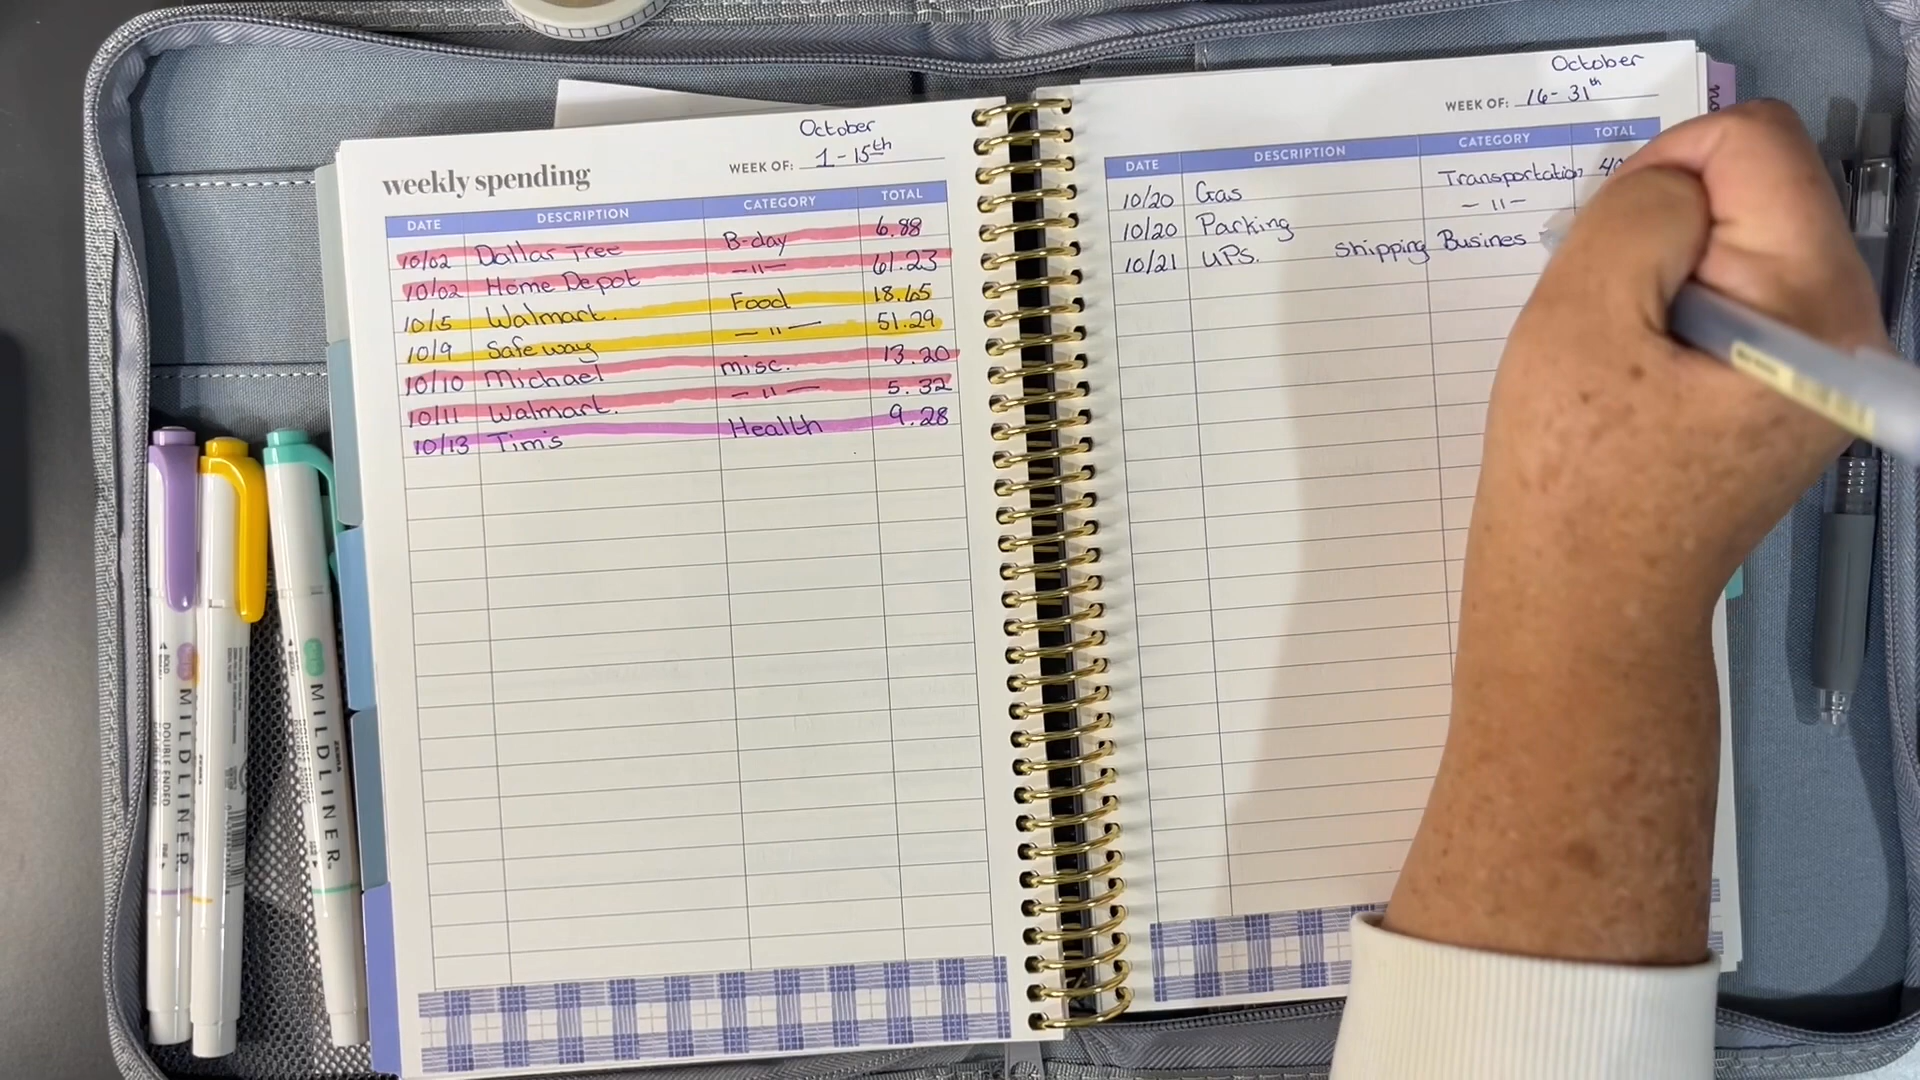 October
weekly spending WEEK OF: 1-15th
DATE DESCRIPTION CATEGORY TOTAL
10/02 Dallar Tree B-day 6.88
10/02 Home Depot -11- 61.23
10/5 Walmart. Food 18.65
10/9 Safeway -11- 51.29
10/10 Michael misc. 13.20
10/11 Walmart. -11- 5.32
10/13 Tim's Health 9.28
October
WEEK OF: 16-31th
DATE DESCRIPTION CATEGORY TOTAL
10/20 Gas Transportation
10/20 Parking -11-
10/21 UPS. Shipping Busines
MILDLINER
DOUBLE ENDED
MILDLINER
ZEBRA